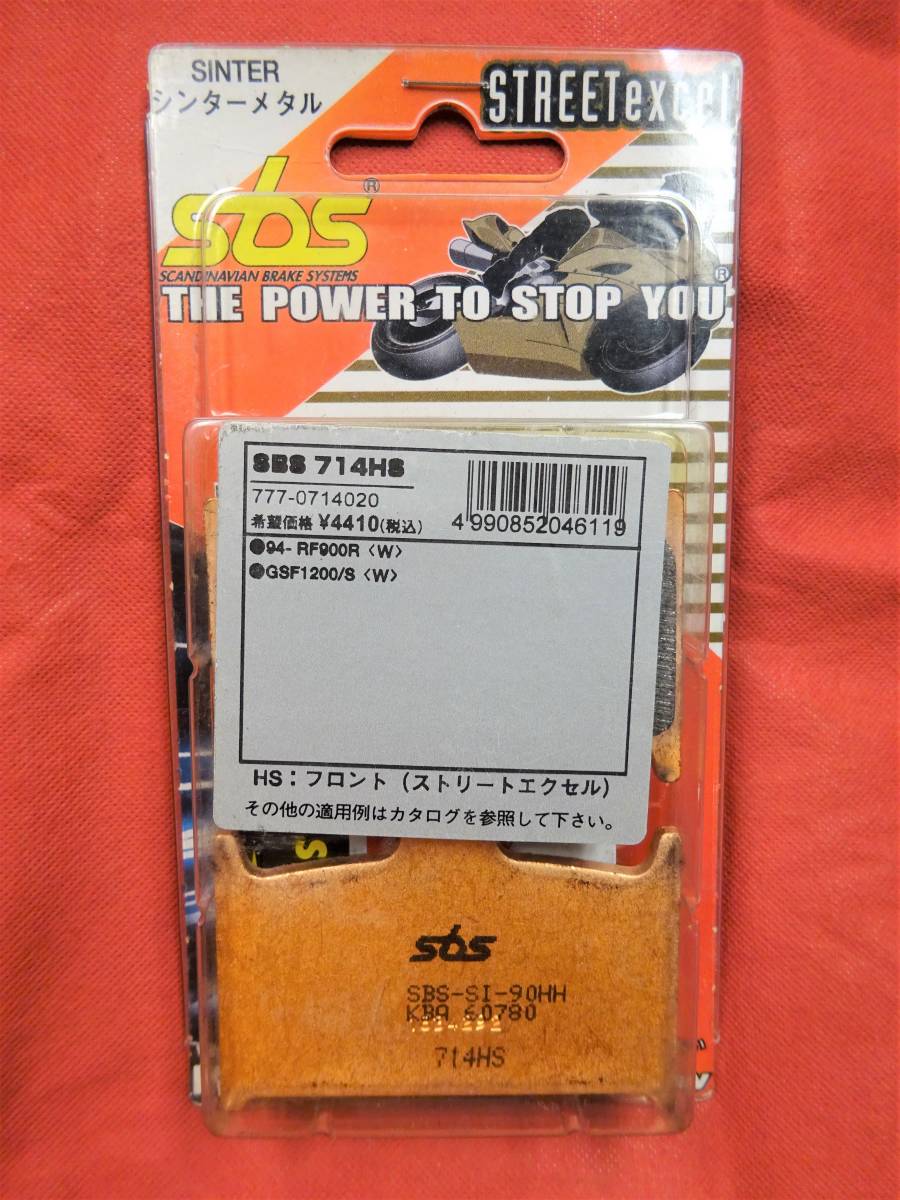 SINTER
シンターメタル
STREETexcel
sbs®
SCANDINAVIAN BRAKE SYSTEMS
THE POWER TO STOP YOU®
SBS 714HS
777-0714020
希望価格 ¥4410(税込)
4990852046119
●94- RF900R〈W〉
●GSF1200/S〈W〉
HS：フロント（ストリートエクセル）
その他の適用例はカタログを参照して下さい。
S
sbs
SBS-SI-90HH
KBA 60780
714HS